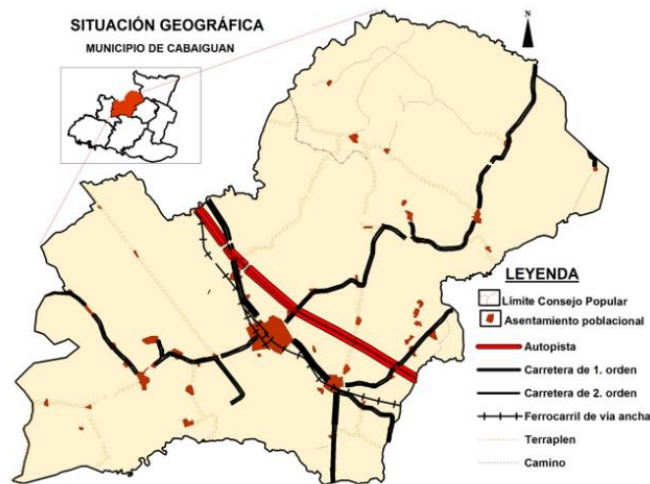 SITUACIÓN GEOGRÁFICA
MUNICIPIO DE CABAIGUAN
N
LEYENDA
Límite Consejo Popular
Asentamiento poblacional
Autopista
Carretera de 1. orden
Carretera de 2. orden
Ferrocarril de via ancha
Terraplen
Camino